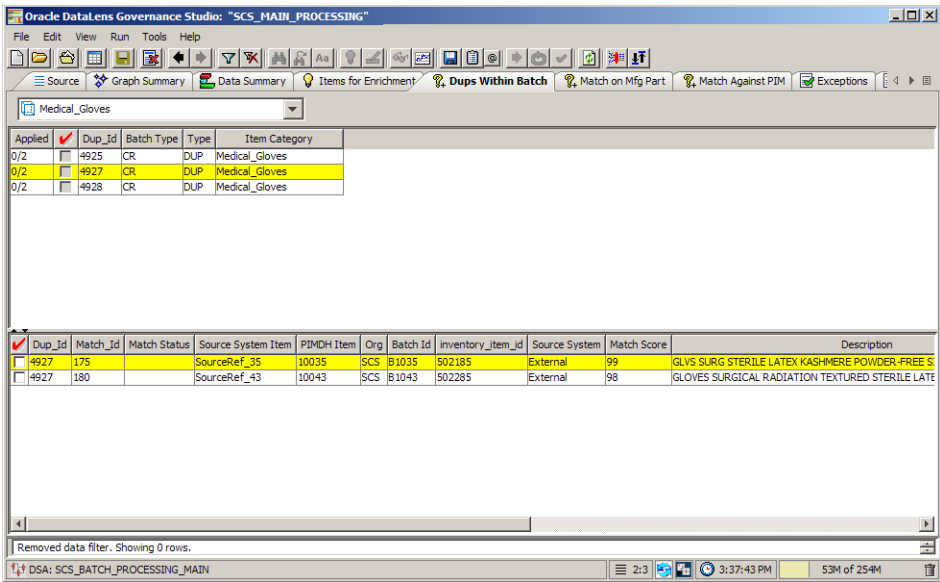 Oracle DataLens Governance Studio: "SCS_MAIN_PROCESSING"
File Edit View Run Tools Help
Aa
Source Graph Summary Data Summary Items for Enrichment Dups Within Batch Match on Mfg Part Match Against PIM Exceptions
Medical_Gloves
Applied Dup_Id Batch Type Type Item Category
0/2 4925 CR DUP Medical_Gloves
0/2 4927 CR DUP Medical_Gloves
0/2 4928 CR DUP Medical_Gloves
Dup_Id Match_Id Match Status Source System Item PIMDH Item Org Batch Id inventory_item_id Source System Match Score Description
4927 175 SourceRef_35 10035 SCS B1035 502185 External 99 GLVS SURG STERILE LATEX KASHMERE POWDER-FREE S
4927 180 SourceRef_43 10043 SCS B1043 502285 External 98 GLOVES SURGICAL RADIATION TEXTURED STERILE LATE
Removed data filter. Showing 0 rows.
DSA: SCS_BATCH_PROCESSING_MAIN 2:3 3:37:43 PM 53M of 254M